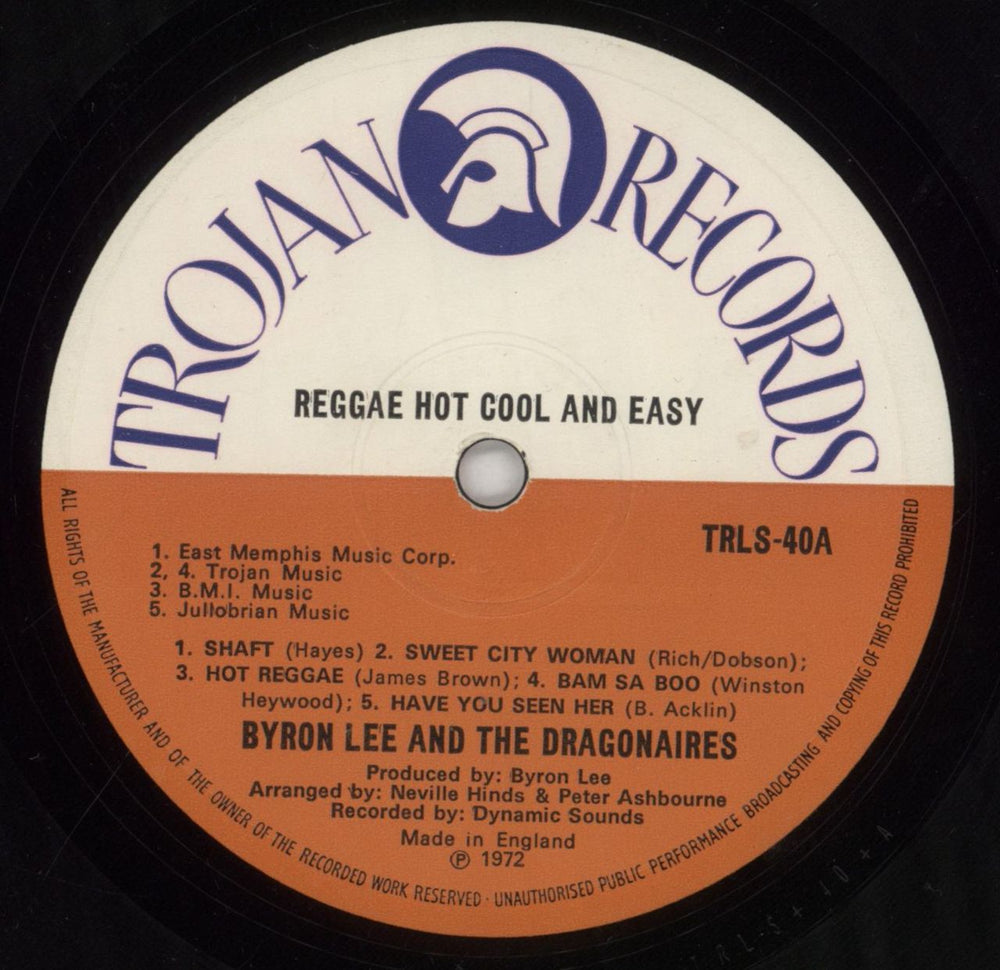 TROJAN RECORDS
REGGAE HOT COOL AND EASY
TRLS-40A
1. East Memphis Music Corp.
2, 4. Trojan Music
3. B.M.I. Music
5. Jullobrian Music
1. SHAFT (Hayes) 2. SWEET CITY WOMAN (Rich/Dobson);
3. HOT REGGAE (James Brown); 4. BAM SA BOO (Winston
Heywood); 5. HAVE YOU SEEN HER (B. Acklin)
BYRON LEE AND THE DRAGONAIRES
Produced by: Byron Lee
Arranged by: Neville Hinds & Peter Ashbourne
Recorded by: Dynamic Sounds
Made in England
℗ 1972
ALL RIGHTS OF THE MANUFACTURER AND OF THE OWNER OF THE RECORDED WORK RESERVED · UNAUTHORISED PUBLIC PERFORMANCE BROADCASTING AND COPYING OF THIS RECORD PROHIBITED